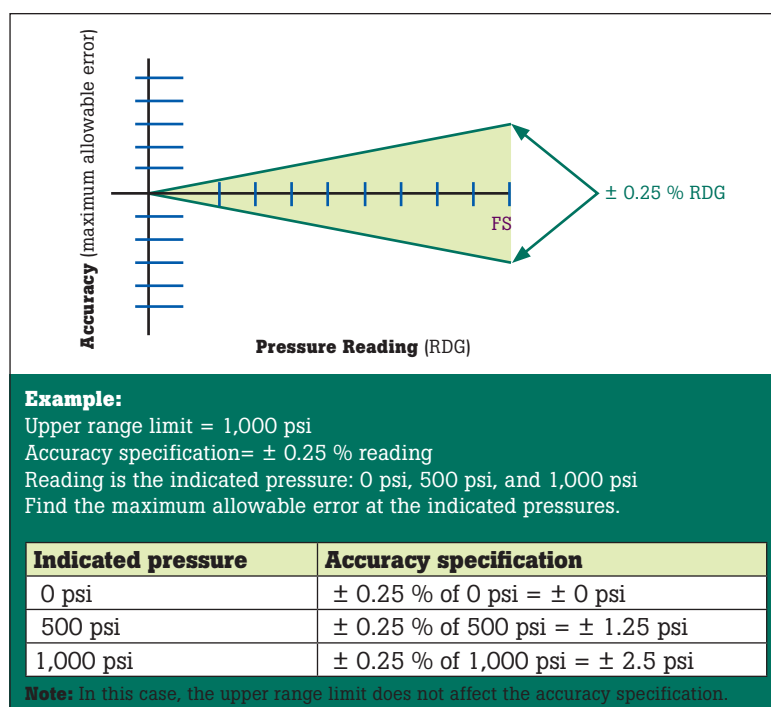 Accuracy (maximum allowable error)
± 0.25 % RDG
FS
Pressure Reading (RDG)
Example:
Upper range limit = 1,000 psi
Accuracy specification= ± 0.25 % reading
Reading is the indicated pressure: 0 psi, 500 psi, and 1,000 psi
Find the maximum allowable error at the indicated pressures.
Indicated pressure Accuracy specification
0 psi ± 0.25 % of 0 psi = ± 0 psi
500 psi ± 0.25 % of 500 psi = ± 1.25 psi
1,000 psi ± 0.25 % of 1,000 psi = ± 2.5 psi
Note: In this case, the upper range limit does not affect the accuracy specification.